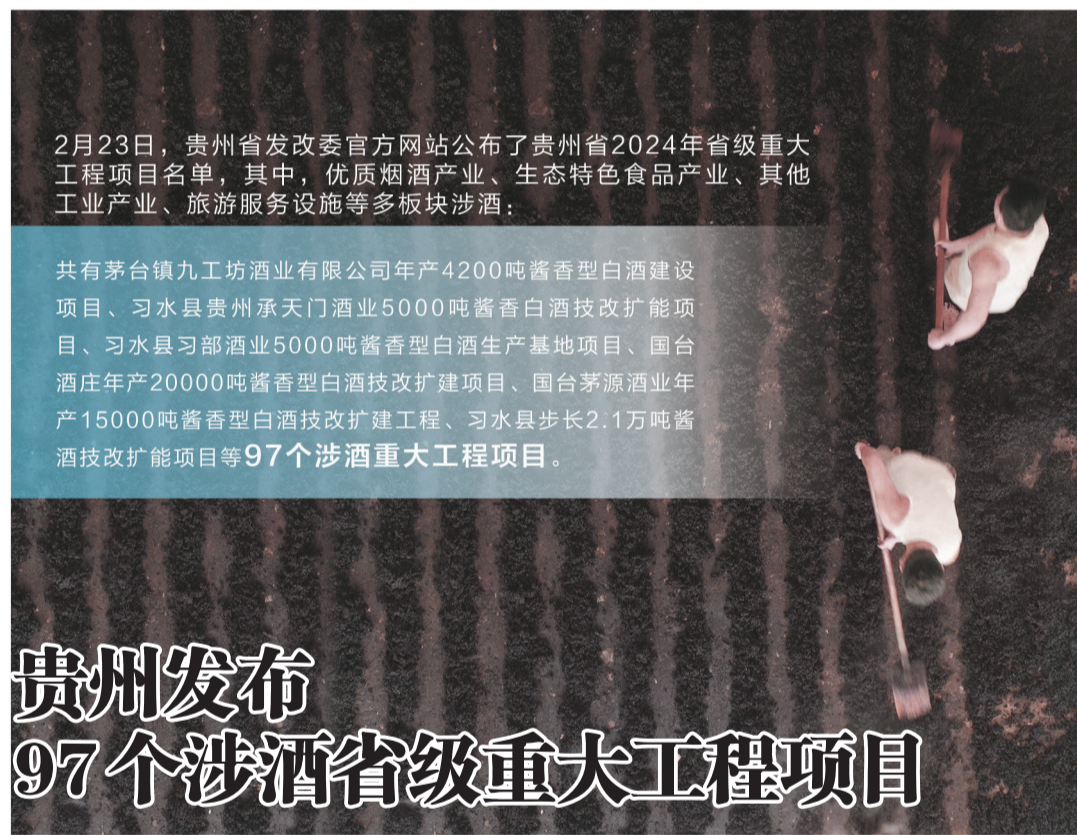 2月23日，贵州省发改委官方网站公布了贵州省2024年省级重大
工程项目名单，其中，优质烟酒产业、生态特色食品产业、其他
工业产业、旅游服务设施等多板块涉酒：
共有茅台镇九工坊酒业有限公司年产4200吨酱香型白酒建设
项目、习水县贵州承天门酒业5000吨酱香白酒技改扩能项
目、习水县习部酒业5000吨酱香型白酒生产基地项目、国台
酒庄年产20000吨酱香型白酒技改扩建项目、国台茅源酒业年
产15000吨酱香型白酒技改扩建工程、习水县步长2.1万吨酱
酒技改扩能项目等97个涉酒重大工程项目。
贵州发布
97个涉酒省级重大工程项目